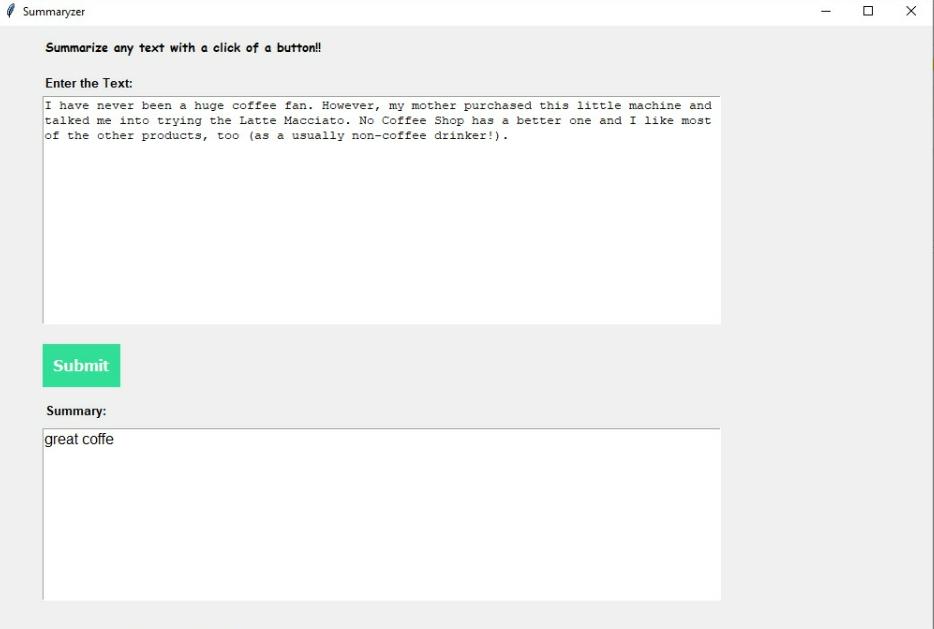 Summaryzer
Summarize any text with a click of a button!!
Enter the Text:
I have never been a huge coffee fan. However, my mother purchased this little machine and
talked me into trying the Latte Macciato. No Coffee Shop has a better one and I like most
of the other products, too (as a usually non-coffee drinker!).
Submit
Summary:
great coffe